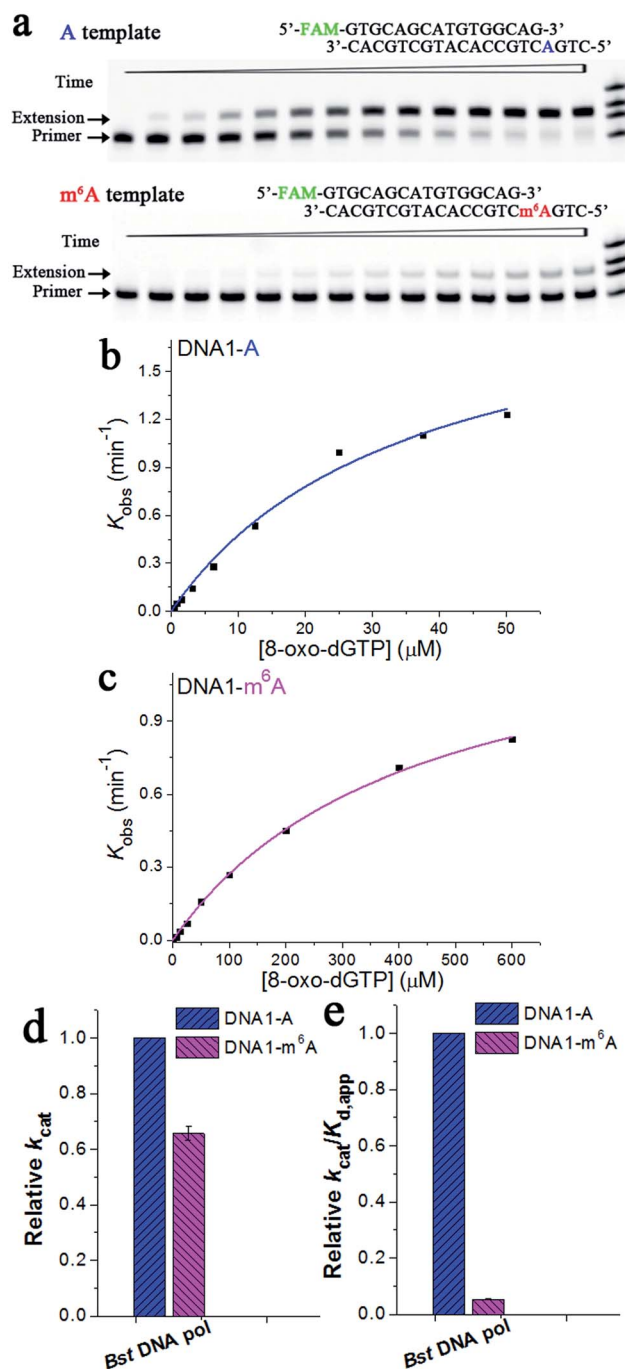 a
A template
5'-FAM-GTGCAGCATGTGGCAG-3'
3'-CACGTCGTACACCGTCAGTC-5'
Time
Extension
Primer
m⁶A template
5'-FAM-GTGCAGCATGTGGCAG-3'
3'-CACGTCGTACACCGTCm⁶AGTC-5'
Time
Extension
Primer
b
DNA1-A
1.5
1.2
0.9
0.6
0.3
0.0
K_obs (min⁻¹)
0 10 20 30 40 50
[8-oxo-dGTP] (μM)
c
DNA1-m⁶A
0.9
0.6
0.3
0.0
K_obs (min⁻¹)
0 100 200 300 400 500 600
[8-oxo-dGTP] (μM)
d
DNA1-A
DNA1-m⁶A
1.0
0.8
0.6
0.4
0.2
0.0
Relative k_cat
Bst DNA pol
e
DNA1-A
DNA1-m⁶A
1.0
0.8
0.6
0.4
0.2
0.0
Relative k_cat/K_d,app
Bst DNA pol